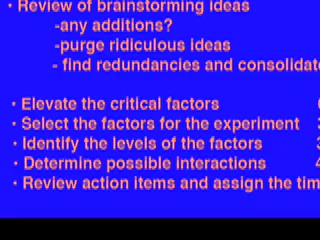 • Review of brainstorming ideas
-any additions?
-purge ridiculous ideas
- find redundancies and consolidate
• Elevate the critical factors
• Select the factors for the experiment
• Identify the levels of the factors
• Determine possible interactions 4
• Review action items and assign the tim